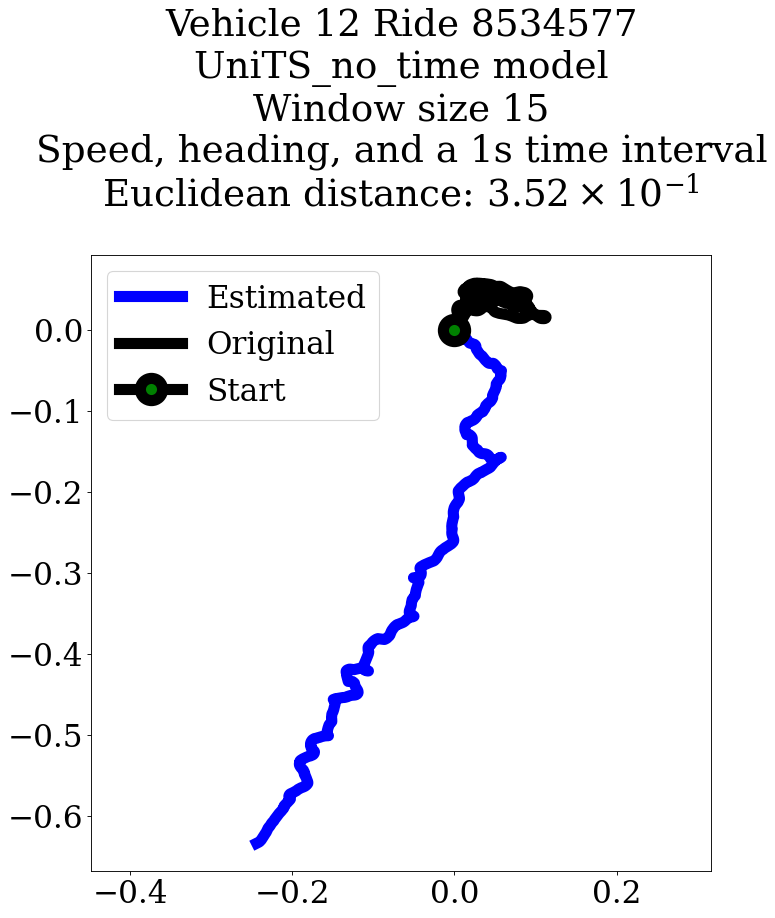 Vehicle 12 Ride 8534577
UniTS_no_time model
Window size 15
Speed, heading, and a 1s time interval
Euclidean distance: 3.52 × 10⁻¹
Estimated
Original
Start
0.0
−0.1
−0.2
−0.3
−0.4
−0.5
−0.6
−0.4 −0.2 0.0 0.2